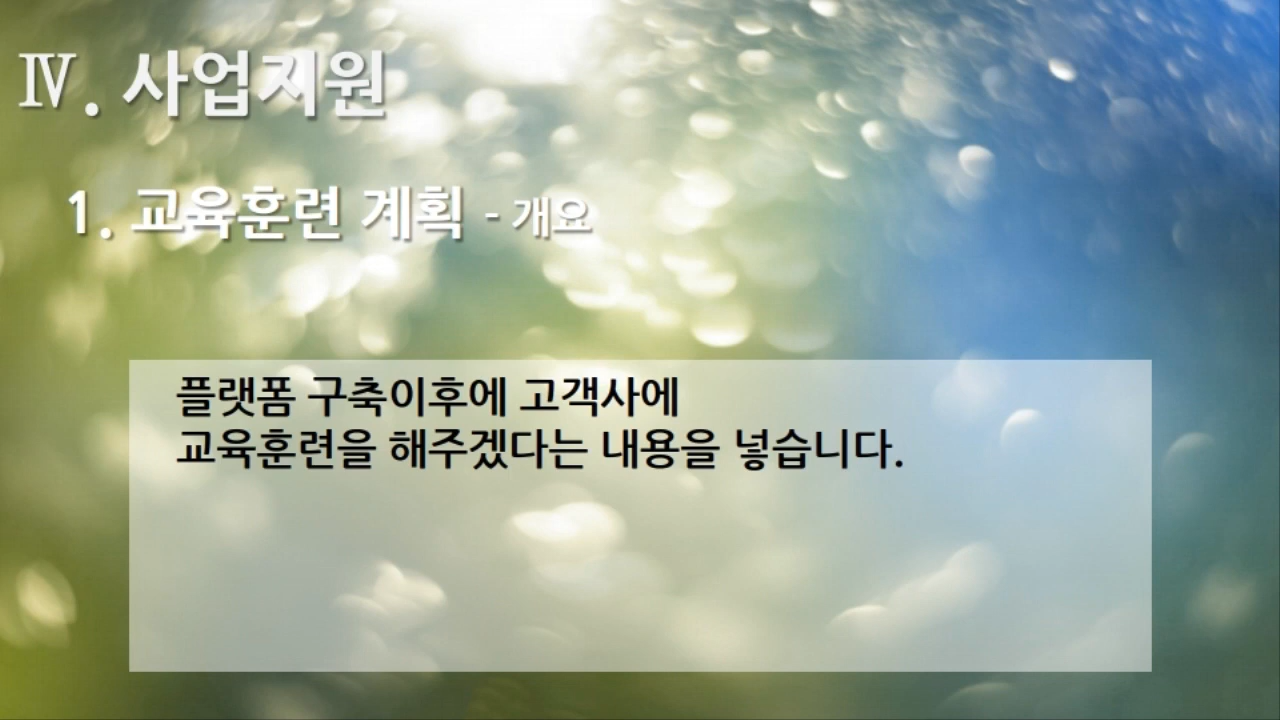 Ⅳ. 사업지원
1. 교육훈련 계획 - 개요
플랫폼 구축이후에 고객사에
교육훈련을 해주겠다는 내용을 넣습니다.